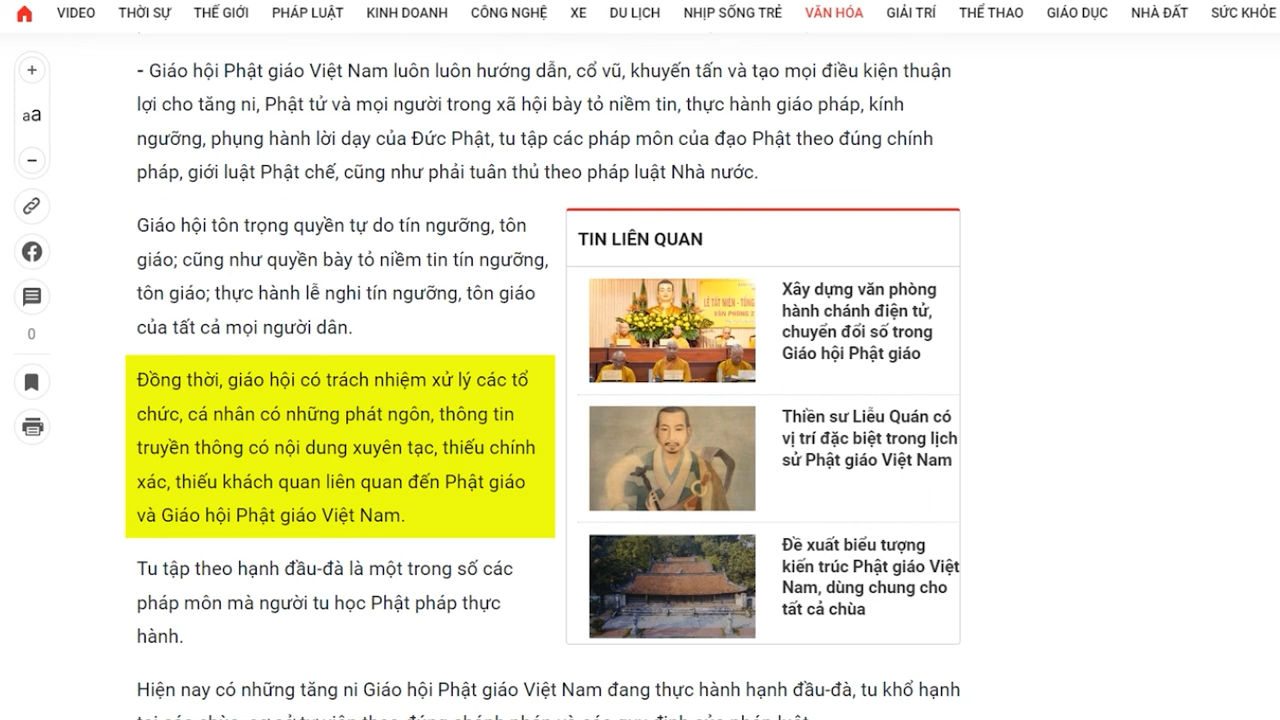 VIDEO THỜI SỰ THẾ GIỚI PHÁP LUẬT KINH DOANH CÔNG NGHỆ XE DU LỊCH NHỊP SỐNG TRẺ VĂN HÓA GIẢI TRÍ THỂ THAO GIÁO DỤC NHÀ ĐẤT SỨC KHỎE
+
aa
−
0
- Giáo hội Phật giáo Việt Nam luôn luôn hướng dẫn, cổ vũ, khuyến tấn và tạo mọi điều kiện thuận
lợi cho tăng ni, Phật tử và mọi người trong xã hội bày tỏ niềm tin, thực hành giáo pháp, kính
ngưỡng, phụng hành lời dạy của Đức Phật, tu tập các pháp môn của đạo Phật theo đúng chính
pháp, giới luật Phật chế, cũng như phải tuân thủ theo pháp luật Nhà nước.
Giáo hội tôn trọng quyền tự do tín ngưỡng, tôn
giáo; cũng như quyền bày tỏ niềm tin tín ngưỡng,
tôn giáo; thực hành lễ nghi tín ngưỡng, tôn giáo
của tất cả mọi người dân.
Đồng thời, giáo hội có trách nhiệm xử lý các tổ
chức, cá nhân có những phát ngôn, thông tin
truyền thông có nội dung xuyên tạc, thiếu chính
xác, thiếu khách quan liên quan đến Phật giáo
và Giáo hội Phật giáo Việt Nam.
Tu tập theo hạnh đầu-đà là một trong số các
pháp môn mà người tu học Phật pháp thực
hành.
TIN LIÊN QUAN
Xây dựng văn phòng
hành chánh điện tử,
chuyển đổi số trong
Giáo hội Phật giáo
Thiền sư Liễu Quán có
vị trí đặc biệt trong lịch
sử Phật giáo Việt Nam
Đề xuất biểu tượng
kiến trúc Phật giáo Việt
Nam, dùng chung cho
tất cả chùa
Hiện nay có những tăng ni Giáo hội Phật giáo Việt Nam đang thực hành hạnh đầu-đà, tu khổ hạnh